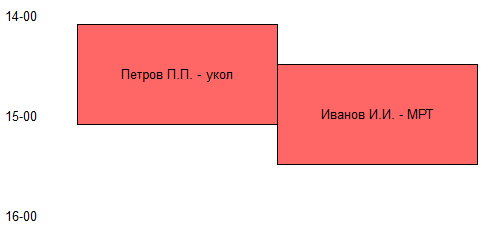 14-00
Петров П.П. - укол
Иванов И.И. - МРТ
15-00
16-00